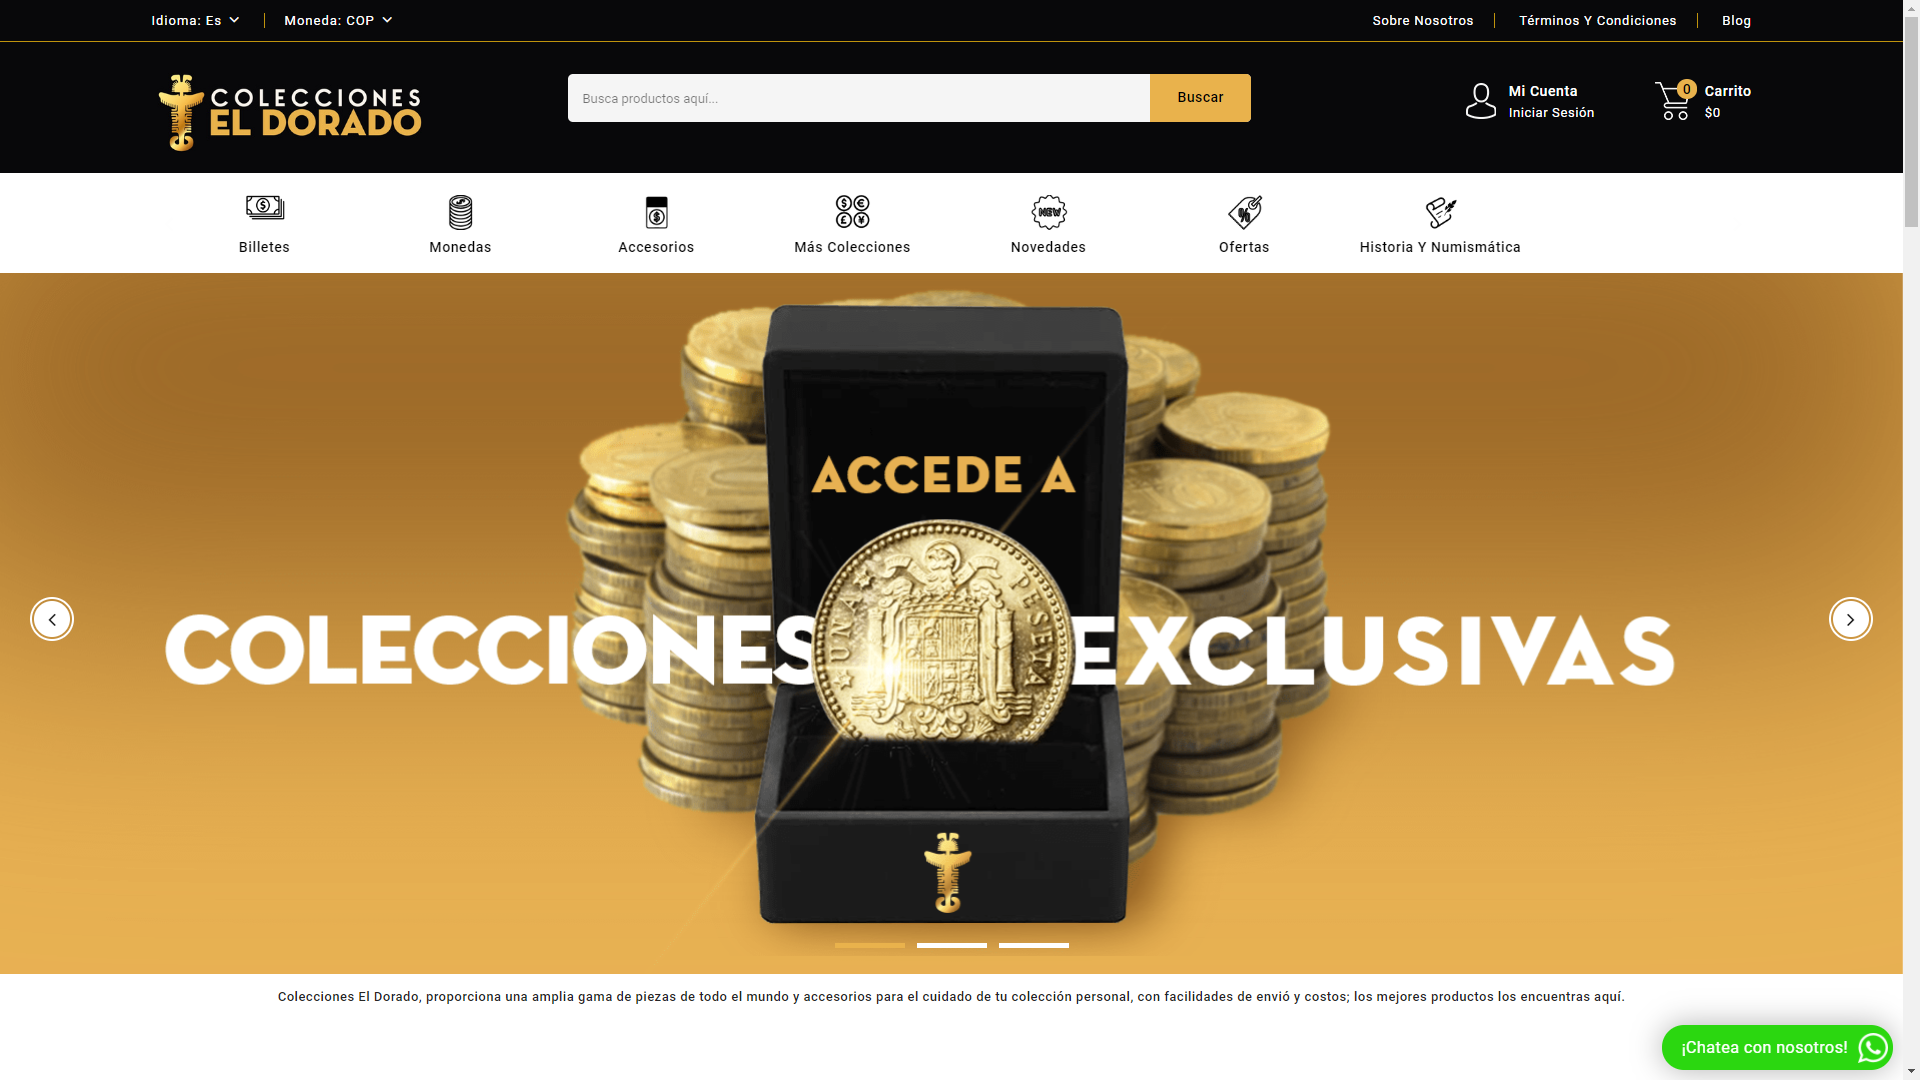 Idioma: Es
Moneda: COP
Sobre Nosotros
Términos Y Condiciones
Blog
COLECCIONES
EL DORADO
Busca productos aquí...
Buscar
Mi Cuenta
Iniciar Sesión
0
Carrito
$0
Billetes
Monedas
Accesorios
Más Colecciones
NEW
Novedades
Ofertas
Historia Y Numismática
ACCEDE A
UNA PESETA
COLECCIONES EXCLUSIVAS
Colecciones El Dorado, proporciona una amplia gama de piezas de todo el mundo y accesorios para el cuidado de tu colección personal, con facilidades de envió y costos; los mejores productos los encuentras aquí.
¡Chatea con nosotros!